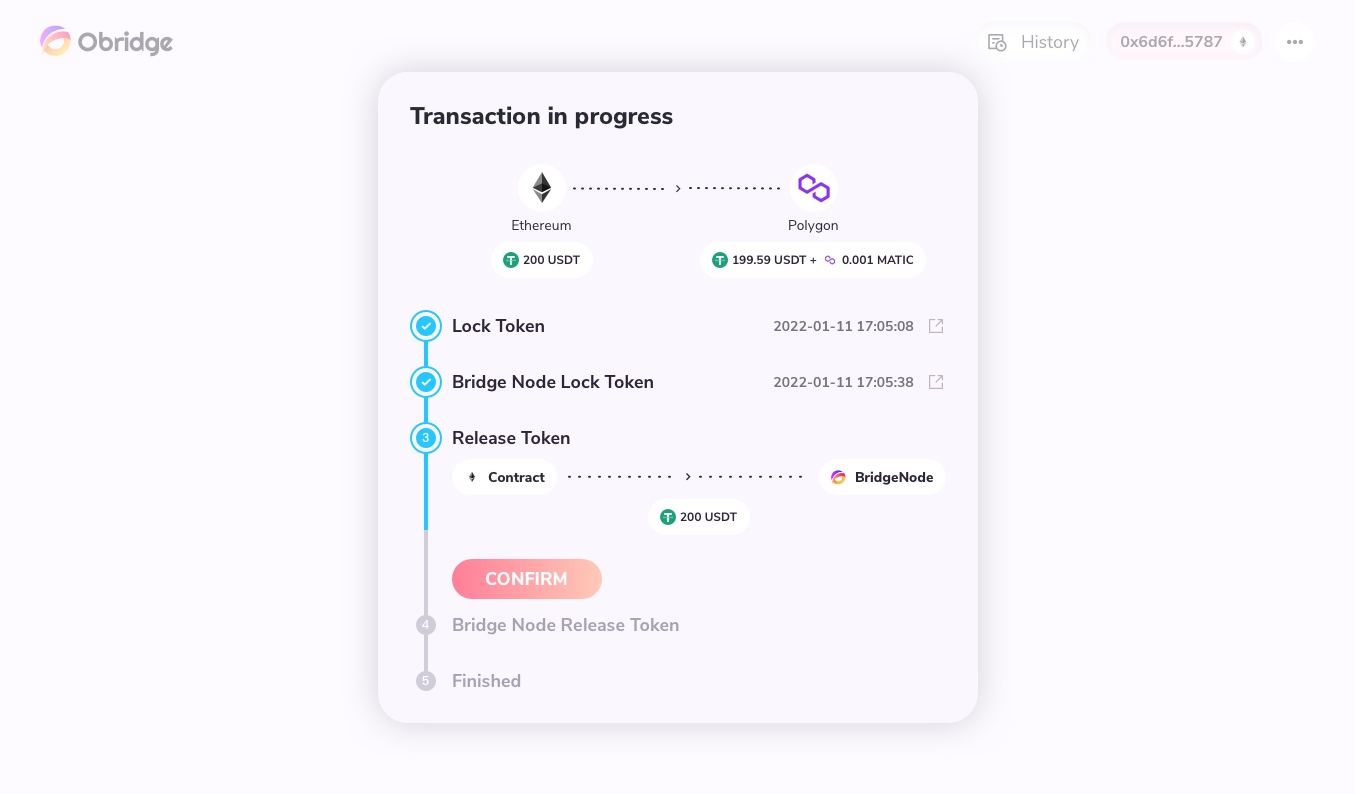 Obridge
History
0x6d6f...5787
Transaction in progress
Ethereum
Polygon
200 USDT
199.59 USDT + 0.001 MATIC
Lock Token 2022-01-11 17:05:08
Bridge Node Lock Token 2022-01-11 17:05:38
3 Release Token
Contract
BridgeNode
200 USDT
CONFIRM
4 Bridge Node Release Token
5 Finished